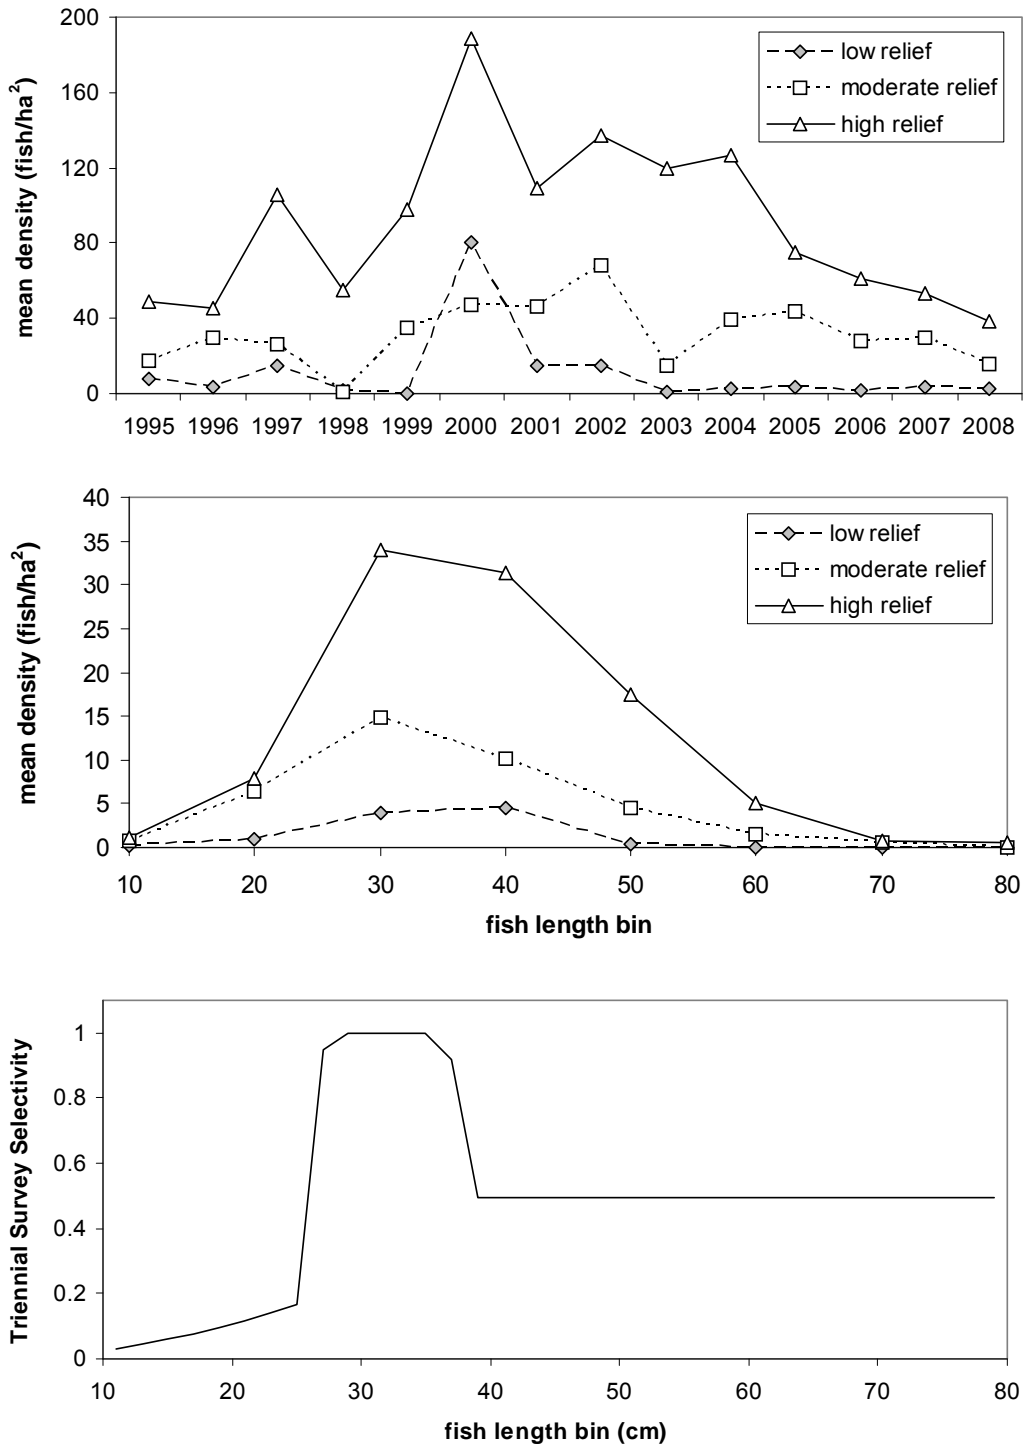 200
160
120
80
40
0
mean density (fish/ha²)
low relief
moderate relief
high relief
1995 1996 1997 1998 1999 2000 2001 2002 2003 2004 2005 2006 2007 2008
40
35
30
25
20
15
10
5
0
mean density (fish/ha²)
low relief
moderate relief
high relief
10 20 30 40 50 60 70 80
fish length bin
1
0.8
0.6
0.4
0.2
0
Triennial Survey Selectivity
10 20 30 40 50 60 70 80
fish length bin (cm)